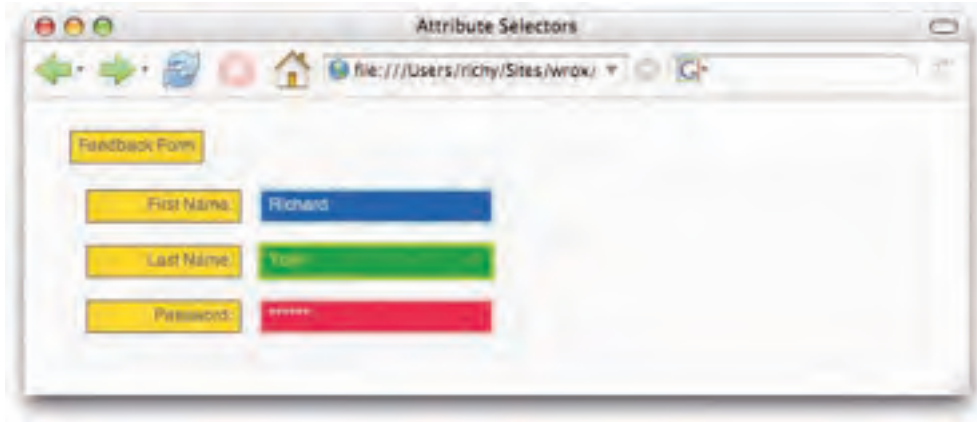 Attribute Selectors
file:///Users/richy/Sites/wrox/
G
Feedback Form
First Name: Richard
Last Name:
Password: ******